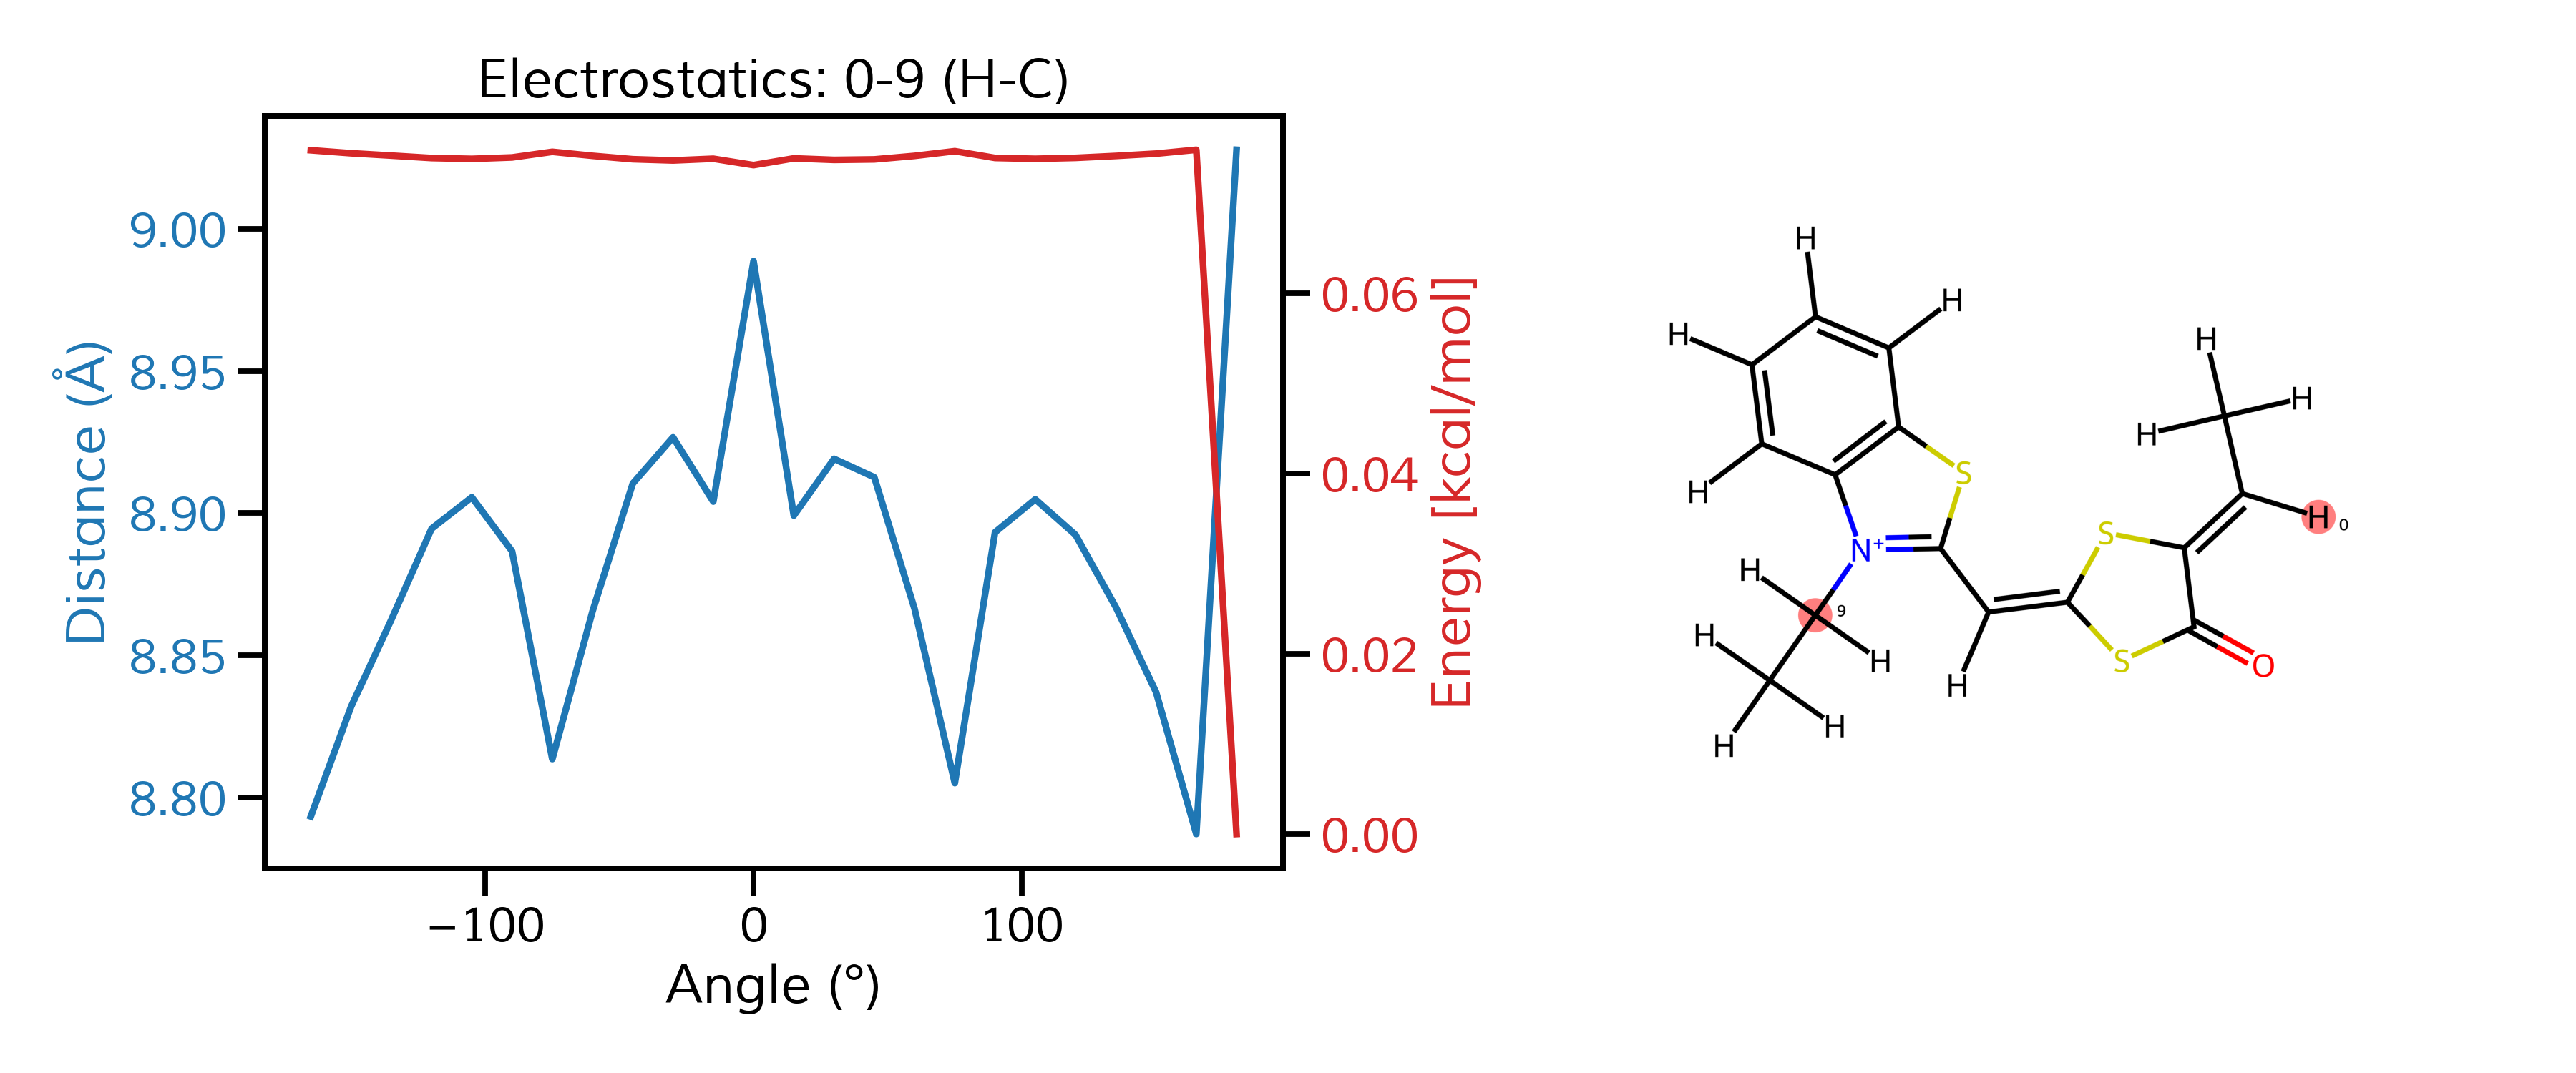 Electrostatics: 0-9 (H-C)
Distance (Å)
9.00
8.95
8.90
8.85
8.80
0.06
0.04
0.02
0.00
Energy [kcal/mol]
−100
0
100
Angle (°)
H
H
H
H
H
H
H
S
H
H
S
H 0
N+
H
9
H
H
S
O
H
H
H